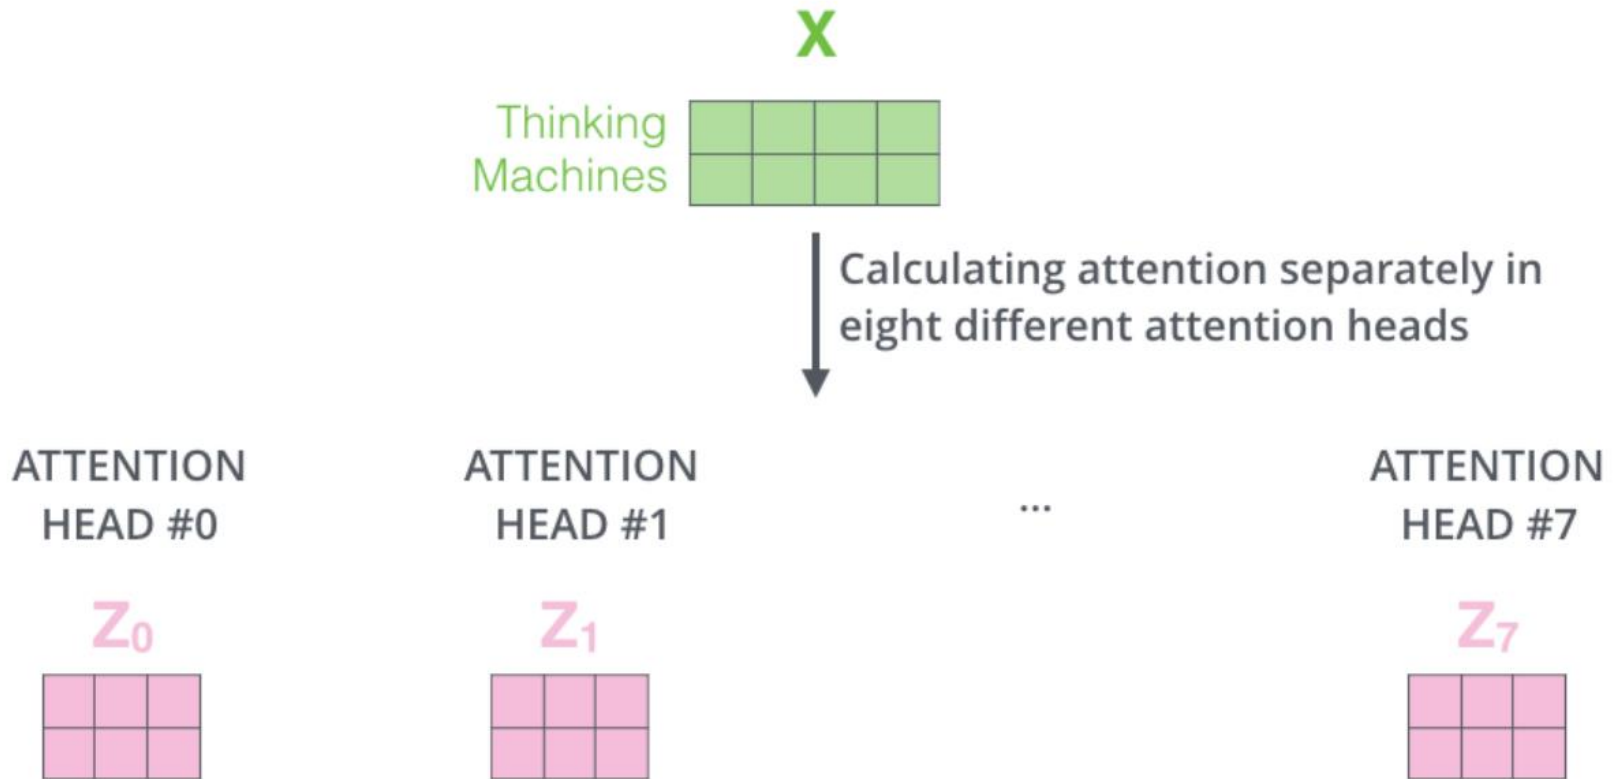 X
Thinking
Machines
Calculating attention separately in
eight different attention heads
ATTENTION
HEAD #0
ATTENTION
HEAD #1
...
ATTENTION
HEAD #7
Z0
Z1
Z7